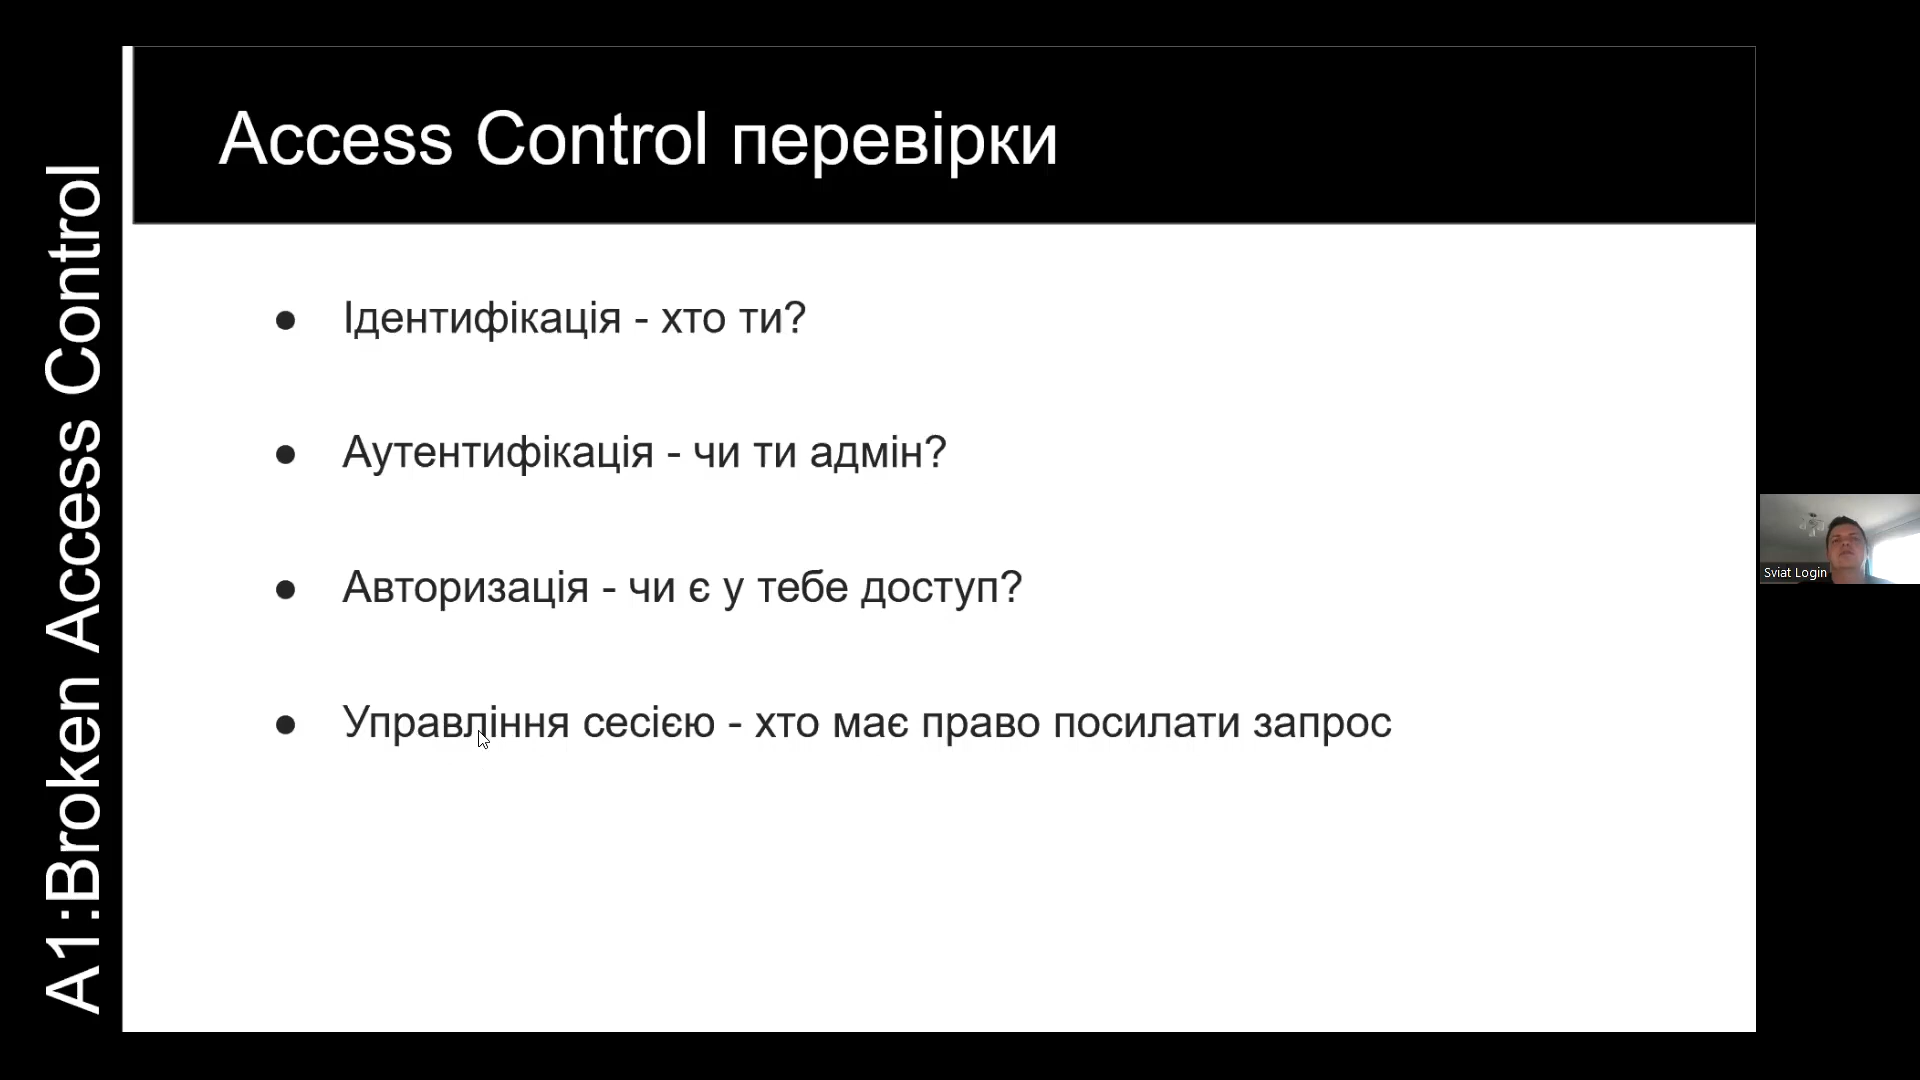 A1:Broken Access Control
Access Control перевірки
● Ідентифікація - хто ти?
● Аутентифікація - чи ти адмін?
● Авторизація - чи є у тебе доступ?
● Управління сесією - хто має право посилати запрос
Sviat Login